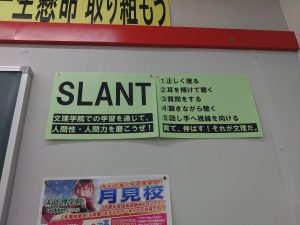 生懸命 取り組もう
SLANT
文理学院での学習を通じて、
人間性・人間力を磨こうぜ!
①正しく座る
②耳を傾けて聴く
③質問をする
④頷きながら聴く
⑤話し手へ視線を向ける
育て、伸ばす!それが文理だ。
月見校